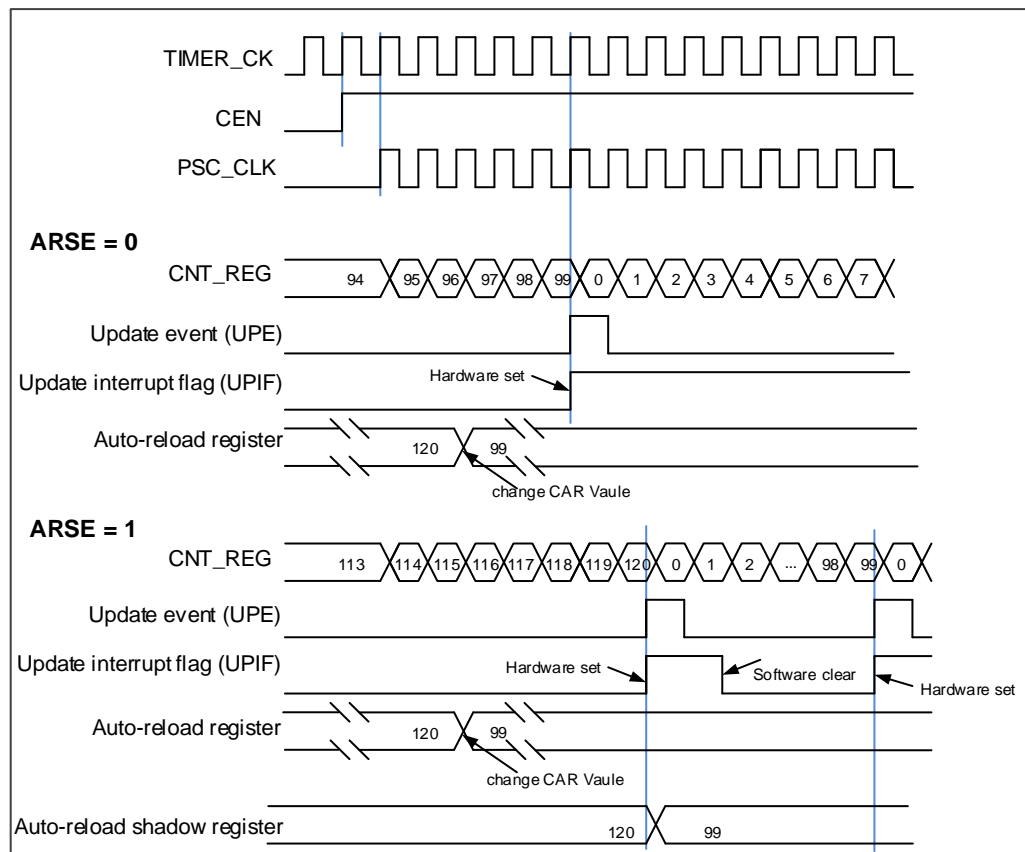 TIMER_CK
CEN
PSC_CLK
ARSE = 0
CNT_REG 94 95 96 97 98 99 0 1 2 3 4 5 6 7
Update event (UPE)
Update interrupt flag (UPIF) Hardware set
Auto-reload register 120 99
change CAR Vaule
ARSE = 1
CNT_REG 113 114 115 116 117 118 119 120 0 1 2 ... 98 99 0
Update event (UPE)
Update interrupt flag (UPIF) Hardware set Software clear Hardware set
Auto-reload register 120 99
change CAR Vaule
Auto-reload shadow register 120 99